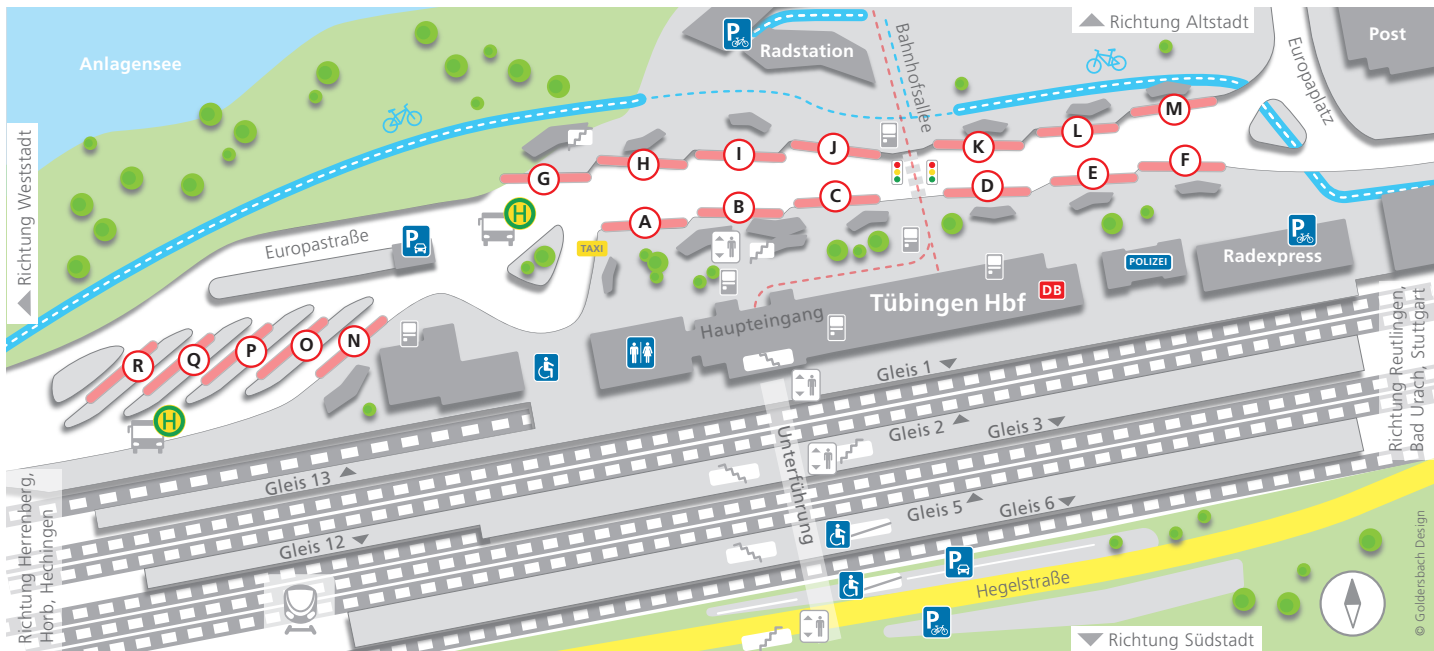 Richtung Altstadt
Post
Anlagensee
P
Radstation
Bahnhofsallee
Europaplatz
Richtung Weststadt
M
L
K
J
I
H
G
F
E
D
C
B
A
H
Europastraße
P
TAXI
POLIZEI
P
Radexpress
Tübingen Hbf
DB
Haupteingang
R
Q
P
O
N
H
Gleis 1
Gleis 2
Gleis 3
Gleis 13
Unterführung
Gleis 5
Gleis 6
Gleis 12
Richtung Reutlingen,
Bad Urach, Stuttgart
Richtung Herrenberg,
Horb, Hechingen
P
Hegelstraße
P
Richtung Südstadt
© Goldersbach Design